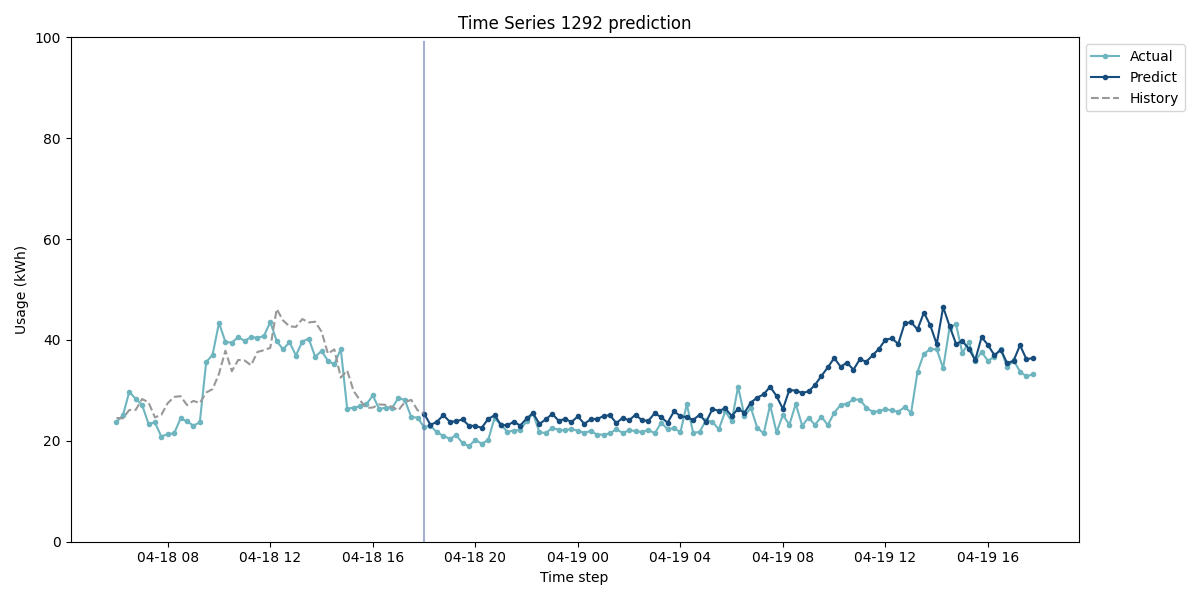 Time Series 1292 prediction
100
80
60
40
20
0
Usage (kWh)
04-18 08
04-18 12
04-18 16
04-18 20
04-19 00
04-19 04
04-19 08
04-19 12
04-19 16
Time step
Actual
Predict
History